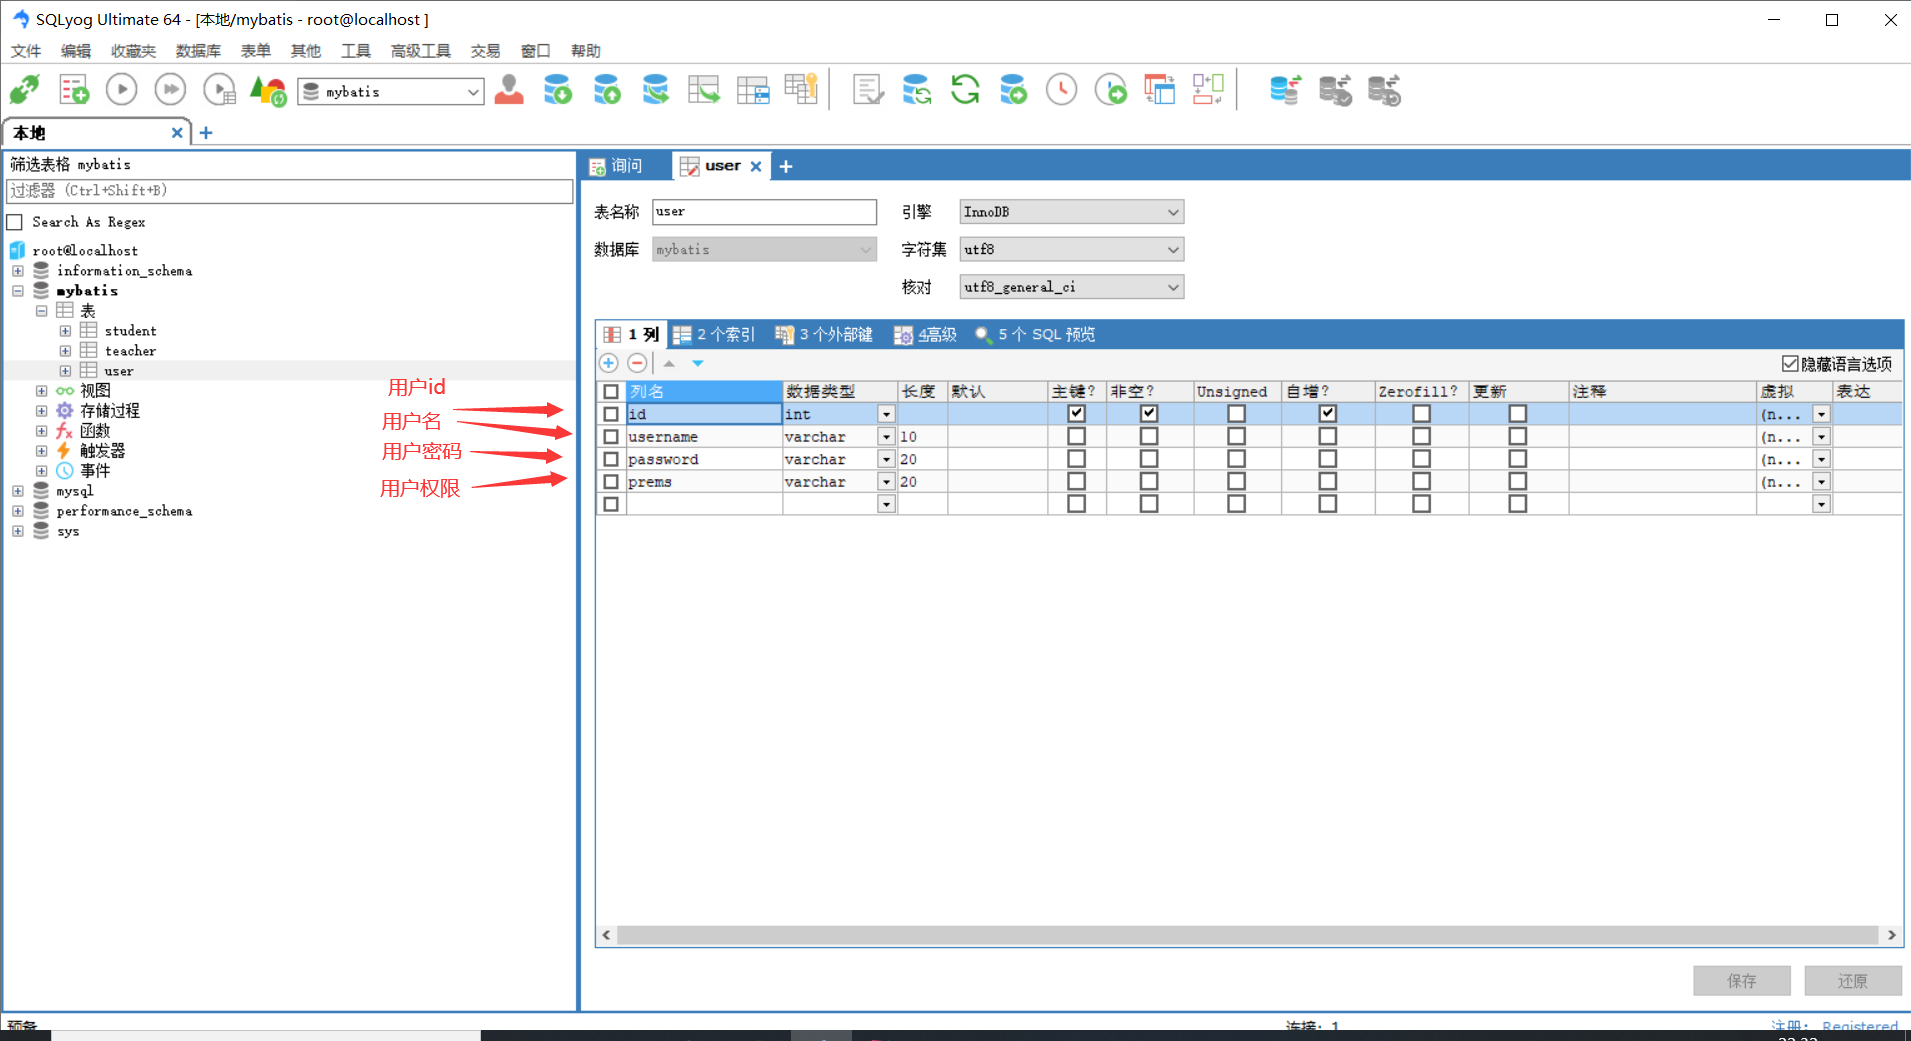 SQLyog Ultimate 64 - [本地/mybatis - root@localhost ]
文件 编辑 收藏夹 数据库 表单 其他 工具 高级工具 交易 窗口 帮助
mybatis
本地
筛选表格 mybatis
过滤器 (Ctrl+Shift+B)
Search As Regex
root@localhost
information_schema
mybatis
表
student
teacher
user
视图
存储过程
函数
触发器
事件
mysql
performance_schema
sys
用户id
用户名
用户密码
用户权限
询问 user
表名称 user 引擎 InnoDB
数据库 mybatis 字符集 utf8
核对 utf8_general_ci
1 列 2 个索引 3 个外部键 4高级 5 个 SQL 预览
隐藏语言选项
列名 数据类型 长度 默认 主键? 非空? Unsigned 自增? Zerofill? 更新 注释 虚拟 表达
id int (n...
username varchar 10 (n...
password varchar 20 (n...
prems varchar 20 (n...
保存 还原
预备 连接: 1 注册: Registered